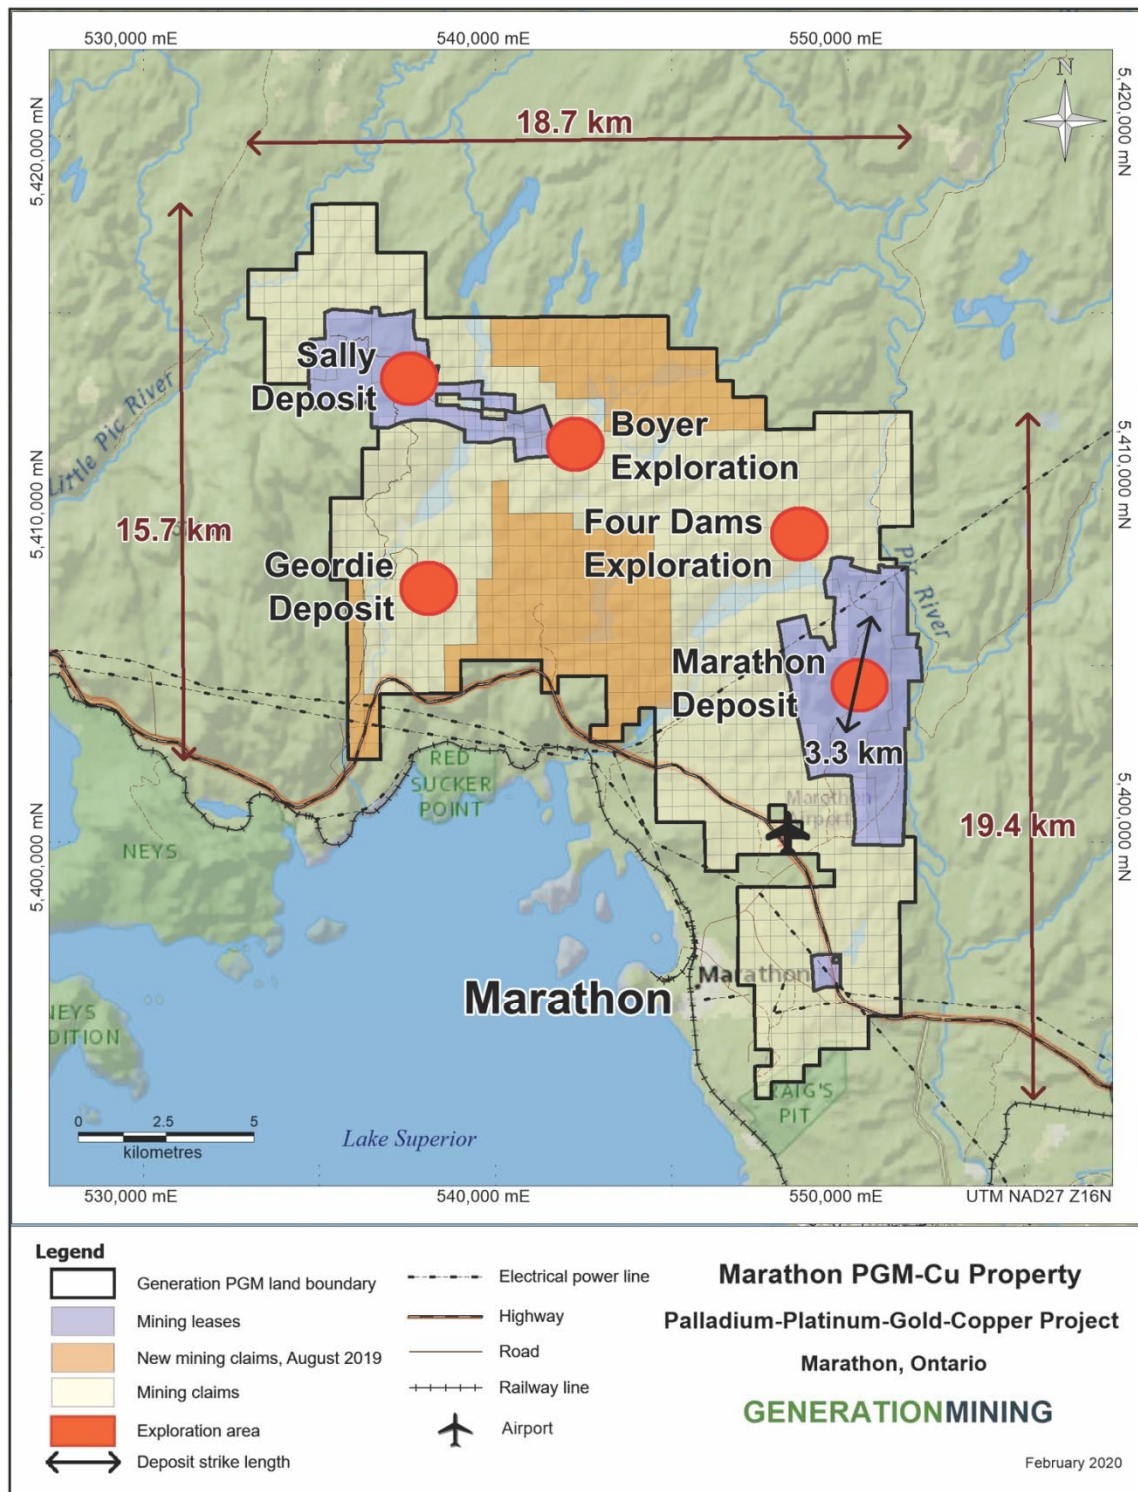 530,000 mE
540,000 mE
550,000 mE
N
5,420,000 mN
5,420,000 mN
18.7 km
Sally
Deposit
Little Pic River
Boyer
Exploration
5,410,000 mN
5,410,000 mN
15.7 km
Four Dams
Exploration
Geordie
Deposit
Pic River
Marathon
Deposit
3.3 km
RED
SUCKER
POINT
Marathon
Airport
19.4 km
5,400,000 mN
5,400,000 mN
NEYS
Marathon
Marathon
NEYS
DITION
RAIG'S
PIT
0 2.5 5
kilometres
Lake Superior
530,000 mE
540,000 mE
550,000 mE
UTM NAD27 Z16N
Legend
Generation PGM land boundary
Mining leases
New mining claims, August 2019
Mining claims
Exploration area
Deposit strike length
Electrical power line
Highway
Road
Railway line
Airport
Marathon PGM-Cu Property
Palladium-Platinum-Gold-Copper Project
Marathon, Ontario
GENERATIONMINING
February 2020